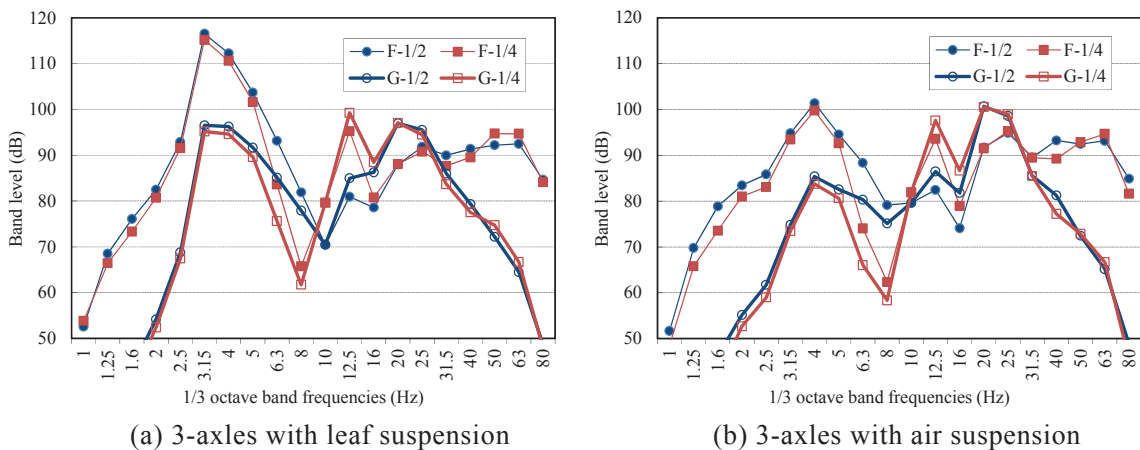 120
110
100
90
80
70
60
50
Band level (dB)
F-1/2 F-1/4
G-1/2 G-1/4
1 1.25 1.6 2 2.5 3.15 4 5 6.3 8 10 12.5 16 20 25 31.5 40 50 63 80
1/3 octave band frequencies (Hz)
(a) 3-axles with leaf suspension
120
110
100
90
80
70
60
50
Band level (dB)
F-1/2 F-1/4
G-1/2 G-1/4
1 1.25 1.6 2 2.5 3.15 4 5 6.3 8 10 12.5 16 20 25 31.5 40 50 63 80
1/3 octave band frequencies (Hz)
(b) 3-axles with air suspension